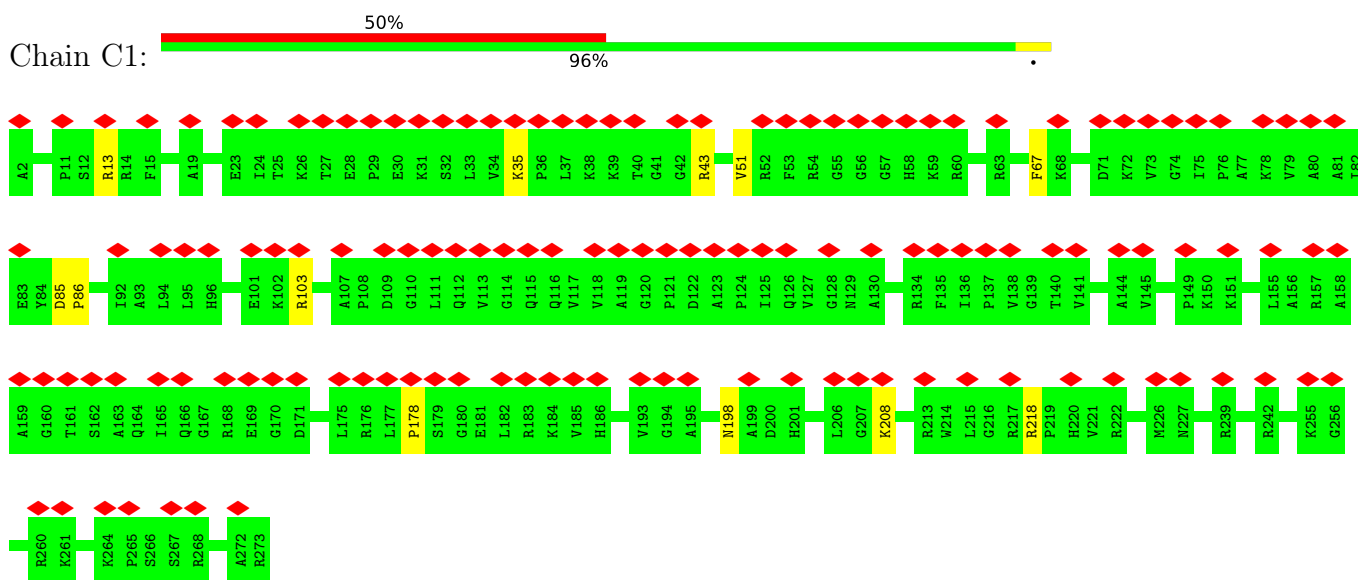 50%
Chain C1:
96%
.
A2 P11 S12 R13 R14 F15 A19 E23 I24 T25 K26 T27 E28 P29 E30 K31 S32 L33 V34 K35 P36 L37 K38 K39 T40 G41 G42 R43 V51 R52 F53 R54 G55 G56 G57 H58 K59 R60 R63 F67 K68 D71 K72 V73 G74 I75 P76 A77 K78 V79 A80 A81 I82
E83 Y84 D85 P86 I92 A93 L94 L95 H96 E101 K102 R103 A107 P108 D109 G110 L111 Q112 V113 G114 Q115 Q116 V117 V118 A119 G120 P121 D122 A123 P124 I125 Q126 V127 G128 N129 A130 R134 F135 I136 P137 V138 G139 T140 V141 A144 V145 P149 K150 K151 L155 A156 R157 A158
A159 G160 T161 S162 A163 Q164 I165 Q166 G167 R168 E169 G170 D171 L175 R176 L177 P178 S179 G180 E181 L182 R183 K184 V185 H186 V193 G194 A195 N198 A199 D200 H201 L206 G207 K208 R213 W214 L215 G216 R217 R218 P219 H220 V221 R222 M226 N227 R239 R242 K255 G256
R260 K261 K264 P265 S266 S267 R268 A272 R273